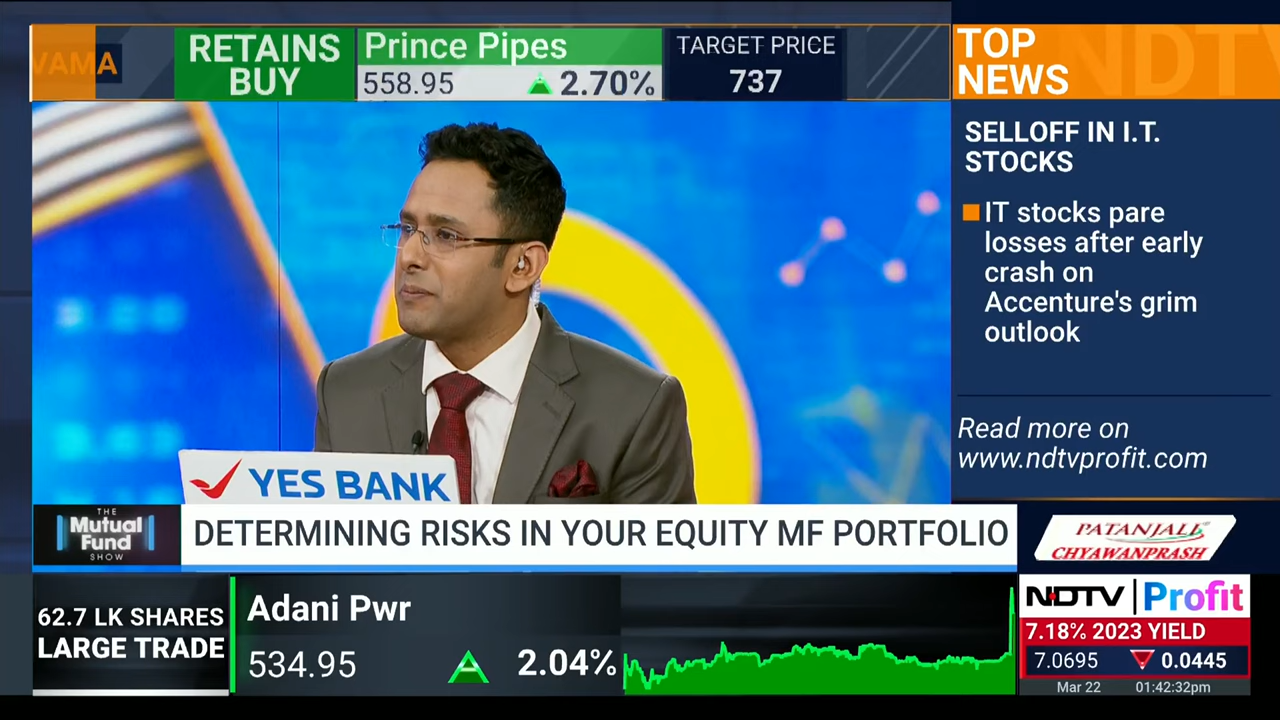 VAMA
RETAINS
BUY
Prince Pipes
558.95 2.70%
TARGET PRICE
737
TOP
NEWS
SELLOFF IN I.T.
STOCKS
IT stocks pare
losses after early
crash on
Accenture's grim
outlook
Read more on
www.ndtvprofit.com
YES BANK
THE
Mutual
Fund
SHOW
DETERMINING RISKS IN YOUR EQUITY MF PORTFOLIO
PATANJALI
CHYAWANPRASH
62.7 LK SHARES
LARGE TRADE
Adani Pwr
534.95 2.04%
NDTV Profit
7.18% 2023 YIELD
7.0695 0.0445
Mar 22 01:42:32pm